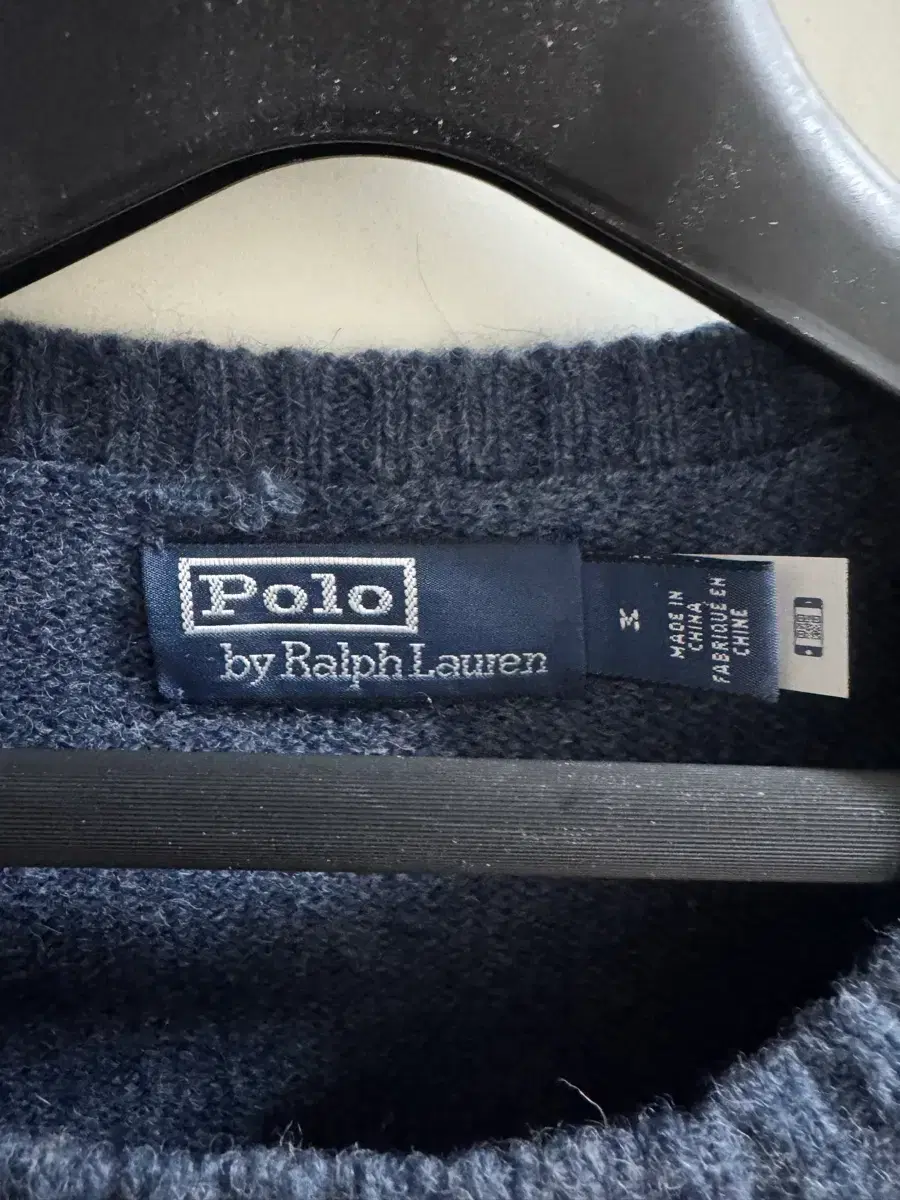 Polo
by Ralph Lauren
M
MADE IN
CHINA
FABRIQUÉ EN
CHINE